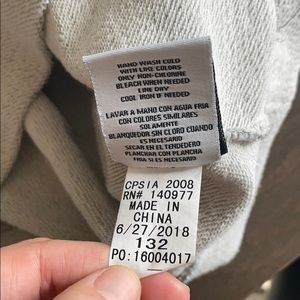 HAND WASH COLD
WITH LIKE COLORS
ONLY NON-CHLORINE
BLEACH WHEN NEEDED
LINE DRY
COOL IRON IF NEEDED
LAVAR A MANO CON AGUA FRIA
CON COLORES SIMILARES
SOLAMENTE
BLANQUEDOR SIN CLORO CUANDO
ES NECESARIO
SECAR EN EL TENDEDERO
PLANCHAR CON PLANCHA
FRIA SI ES NECESARIO
CPSIA 2008
RN# 140977
MADE IN
CHINA
6/27/2018
132
PO: 16004017